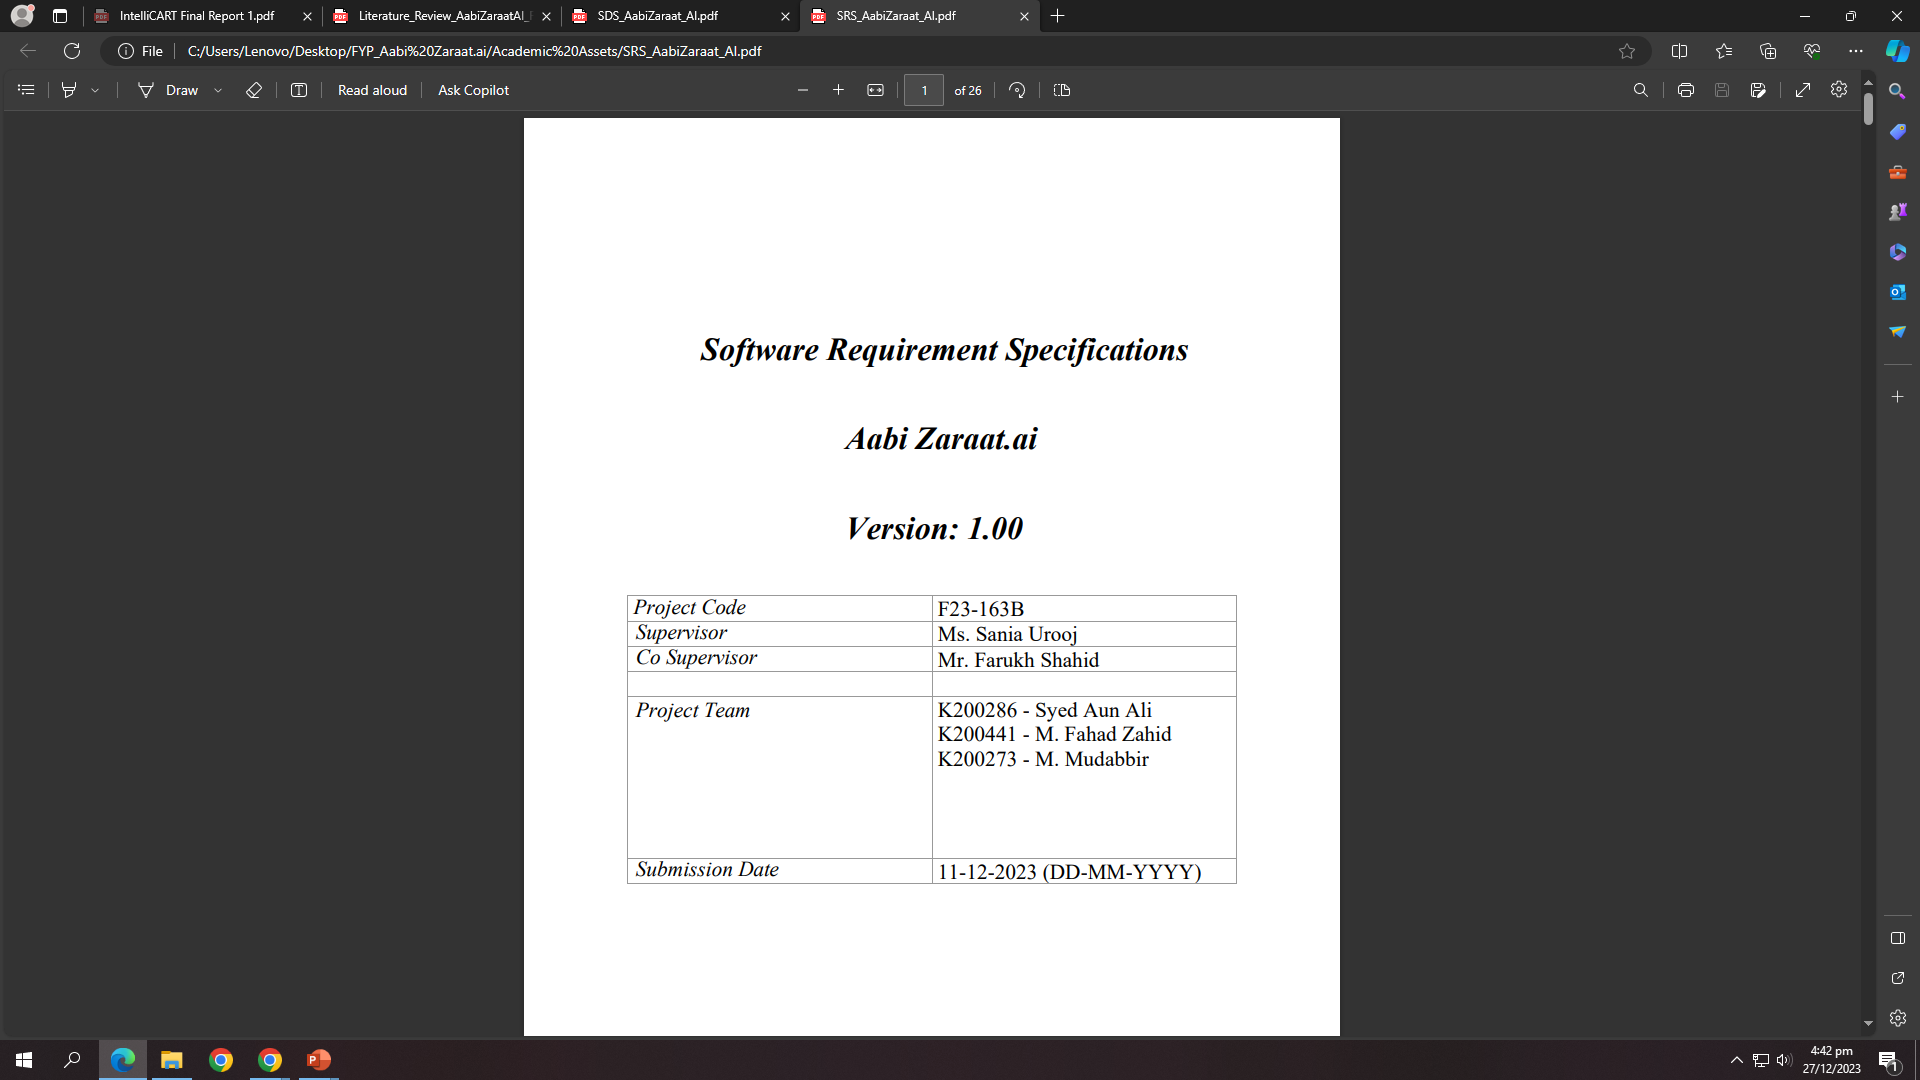 IntelliCART Final Report 1.pdf
Literature_Review_AabiZaraatAI_
SDS_AabiZaraat_AI.pdf
SRS_AabiZaraat_AI.pdf
File
C:/Users/Lenovo/Desktop/FYP_Aabi%20Zaraat.ai/Academic%20Assets/SRS_AabiZaraat_AI.pdf
Draw
Read aloud
Ask Copilot
1
of 26
Software Requirement Specifications
Aabi Zaraat.ai
Version: 1.00
Project Code F23-163B
Supervisor Ms. Sania Urooj
Co Supervisor Mr. Farukh Shahid
Project Team K200286 - Syed Aun Ali
K200441 - M. Fahad Zahid
K200273 - M. Mudabbir
Submission Date 11-12-2023 (DD-MM-YYYY)
4:42 pm
27/12/2023
1